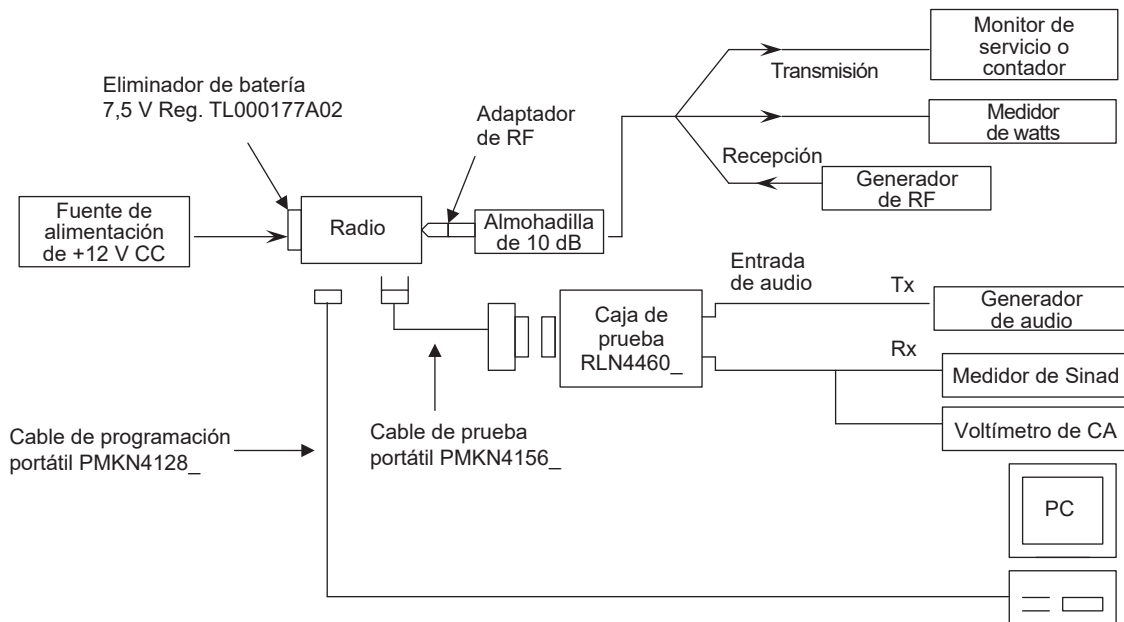 Monitor de
servicio o
contador
Transmisión
Eliminador de batería
7,5 V Reg. TL000177A02
Adaptador
de RF
Medidor
de watts
Recepción
Generador
de RF
Fuente de
alimentación
de +12 V CC
Radio
Almohadilla
de 10 dB
Entrada
de audio
Tx
Generador
de audio
Caja de
prueba
RLN4460_
Rx
Medidor de Sinad
Voltímetro de CA
Cable de programación
portátil PMKN4128_
Cable de prueba
portátil PMKN4156_
PC